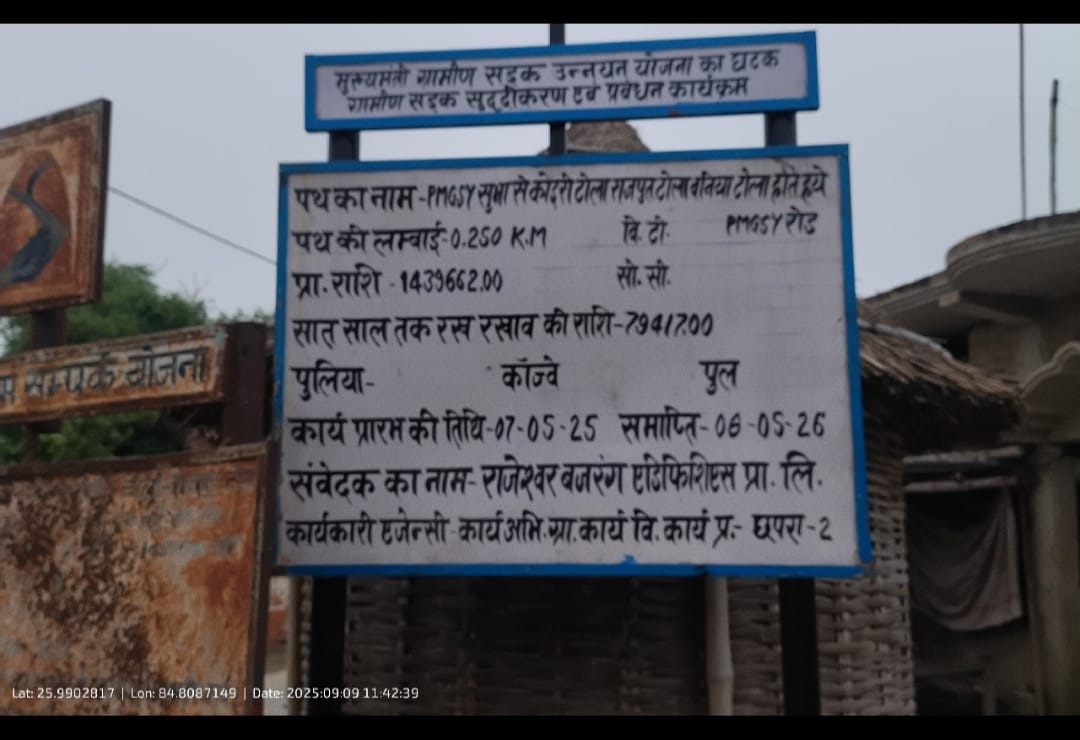 मुख्यमंत्री ग्रामीण सड़क उन्नयन योजना का घटक
ग्रामीण सड़क सुदृढीकरण एवं प्रबंधन कार्यक्रम
पथ का नाम -PMGSY सुभा से कोइरी टोला राजपुत टोला बनिया टोला होते हुये
पथ की लम्बाई-0.250 K.M वि. टी. PMGSY रोड
प्रा. राशि - 1439662.00 सी. सी.
सात साल तक रख रखाव की राशि-79417.00
पुलिया- कॉज्वे पुल
कार्य प्रारम की तिथि-07-05-25 समाप्ति- 06-05-26
संवेदक का नाम- राजेश्वर बजरंग एडिफिशिएस प्रा. लि.
कार्यकारी एजेन्सी- कार्य अभि. ग्रा. कार्य वि. कार्य प्र.- छपरा-2
सम्पर्क योजना
Lat: 25.9902817 | Lon: 84.8087149 | Date: 2025:09:09 11:42:39